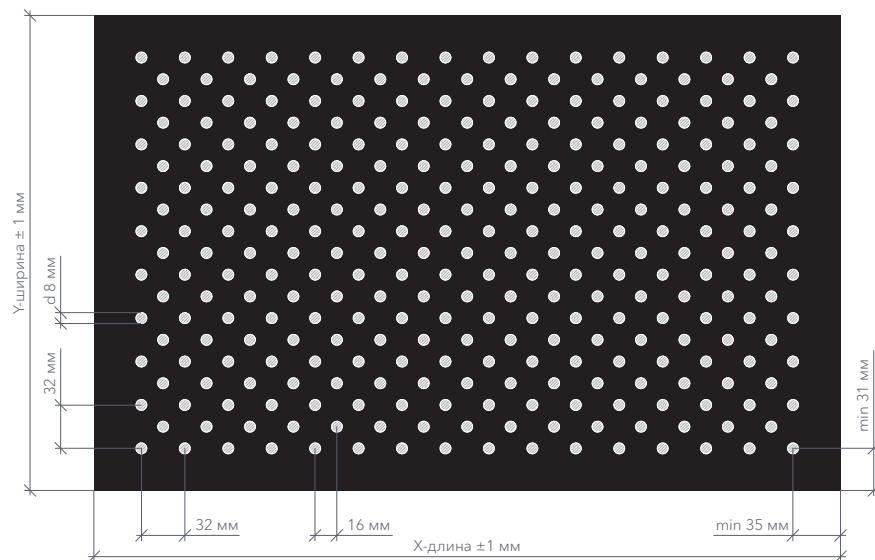 Y-ширина ± 1 мм
d 8 мм
32 мм
min 31 мм
32 мм
16 мм
min 35 мм
X-длина ±1 мм